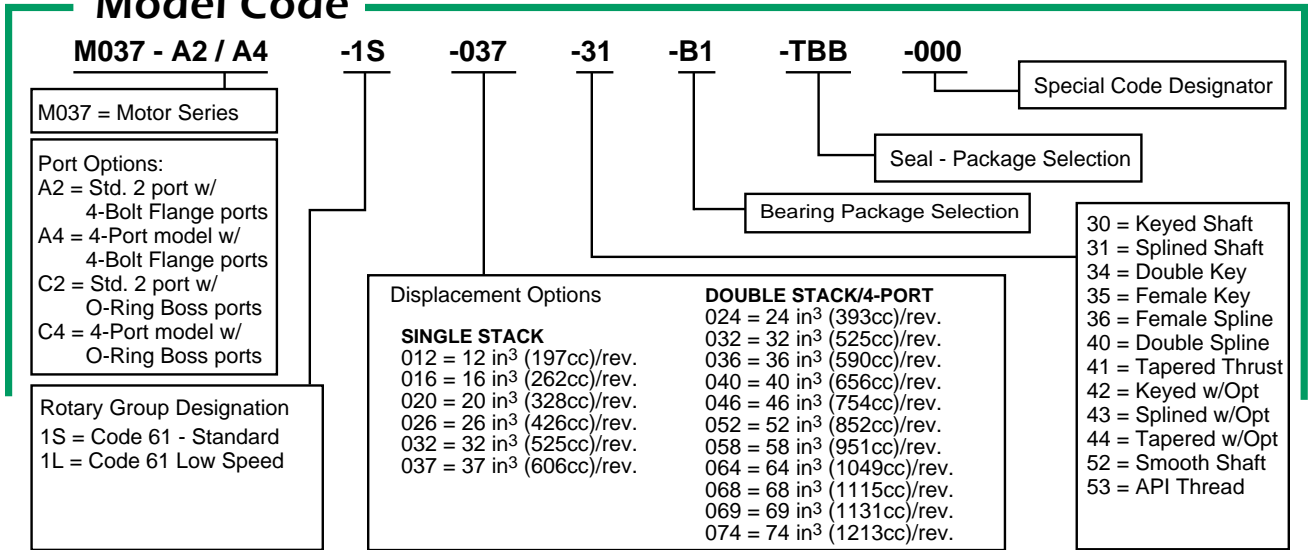 Model Code
M037 - A2 / A4 -1S -037 -31 -B1 -TBB -000
Special Code Designator
M037 = Motor Series
Seal - Package Selection
Bearing Package Selection
Port Options:
A2 = Std. 2 port w/
4-Bolt Flange ports
A4 = 4-Port model w/
4-Bolt Flange ports
C2 = Std. 2 port w/
O-Ring Boss ports
C4 = 4-Port model w/
O-Ring Boss ports
Rotary Group Designation
1S = Code 61 - Standard
1L = Code 61 Low Speed
Displacement Options
SINGLE STACK
012 = 12 in³ (197cc)/rev.
016 = 16 in³ (262cc)/rev.
020 = 20 in³ (328cc)/rev.
026 = 26 in³ (426cc)/rev.
032 = 32 in³ (525cc)/rev.
037 = 37 in³ (606cc)/rev.
DOUBLE STACK/4-PORT
024 = 24 in³ (393cc)/rev.
032 = 32 in³ (525cc)/rev.
036 = 36 in³ (590cc)/rev.
040 = 40 in³ (656cc)/rev.
046 = 46 in³ (754cc)/rev.
052 = 52 in³ (852cc)/rev.
058 = 58 in³ (951cc)/rev.
064 = 64 in³ (1049cc)/rev.
068 = 68 in³ (1115cc)/rev.
069 = 69 in³ (1131cc)/rev.
074 = 74 in³ (1213cc)/rev.
30 = Keyed Shaft
31 = Splined Shaft
34 = Double Key
35 = Female Key
36 = Female Spline
40 = Double Spline
41 = Tapered Thrust
42 = Keyed w/Opt
43 = Splined w/Opt
44 = Tapered w/Opt
52 = Smooth Shaft
53 = API Thread